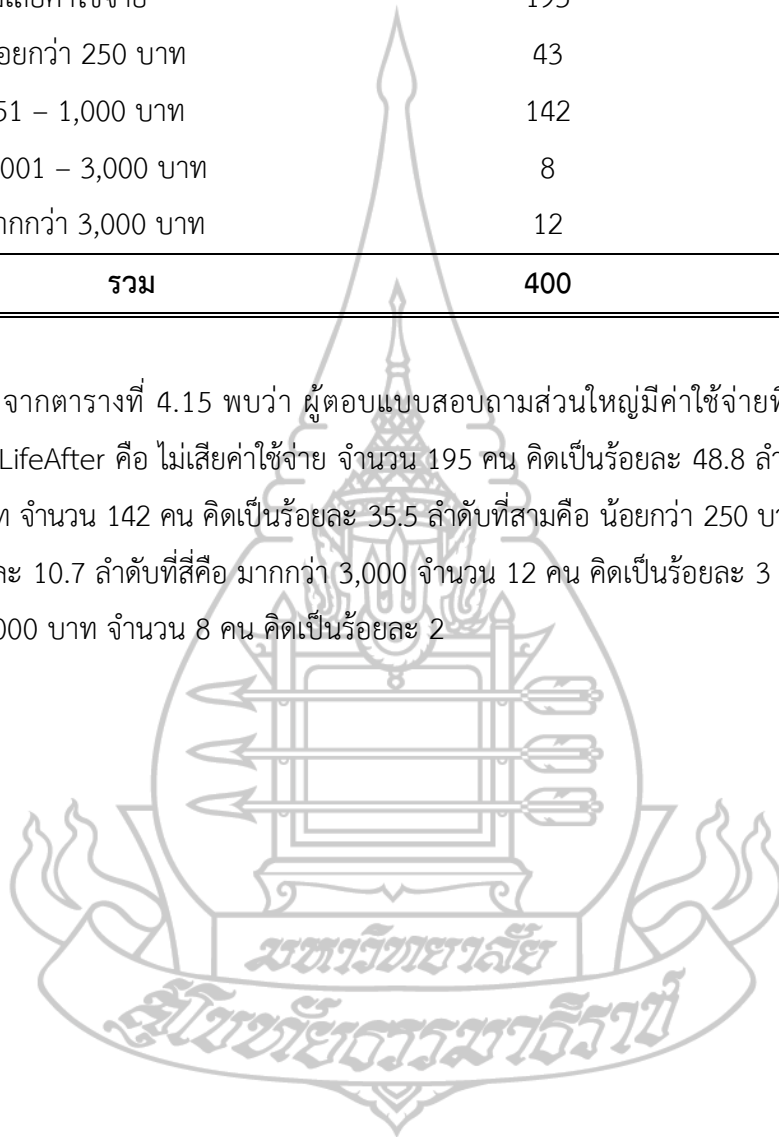 250 บาท 43
1,000 บาท 142
001 – 3,000 บาท 8
กกว่า 3,000 บาท 12
รวม 400
จากตารางที่ 4.15 พบว่า ผู้ตอบแบบสอบถามส่วนใหญ่มีค่าใช้จ่าย
LifeAfter คือ ไม่เสียค่าใช้จ่าย จำนวน 195 คน คิดเป็นร้อยละ 48.8
จำนวน 142 คน คิดเป็นร้อยละ 35.5 ลำดับที่สามคือ น้อยกว่า 250
ละ 10.7 ลำดับที่สี่คือ มากกว่า 3,000 จำนวน 12 คน คิดเป็นร้อยละ 3
000 บาท จำนวน 8 คน คิดเป็นร้อยละ 2
มหาวิทยาลัย
สุโขทัยธรรมาธิราช